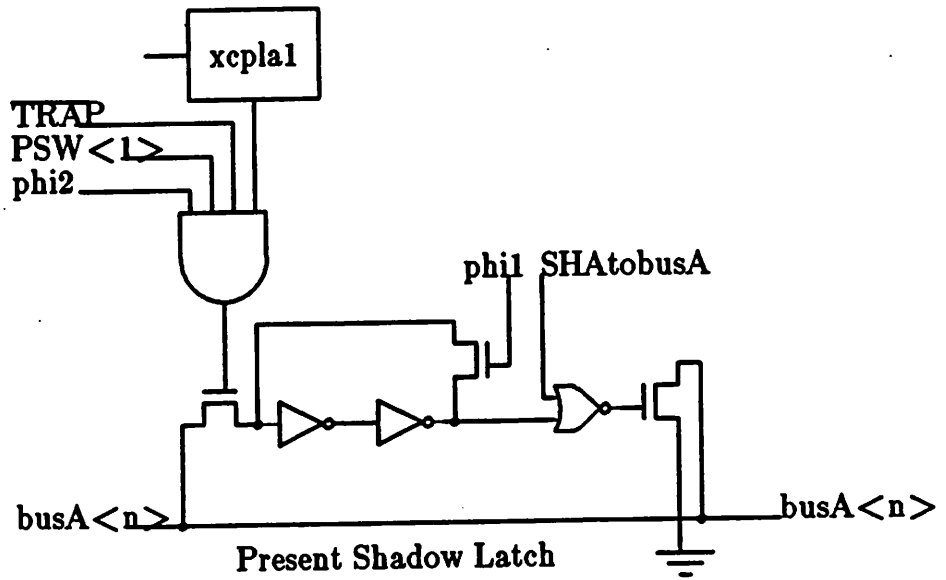 xcpla1
TRAP
PSW<1>
phi2
phi1 SHAtobusA
busA<n>
busA<n>
Present Shadow Latch